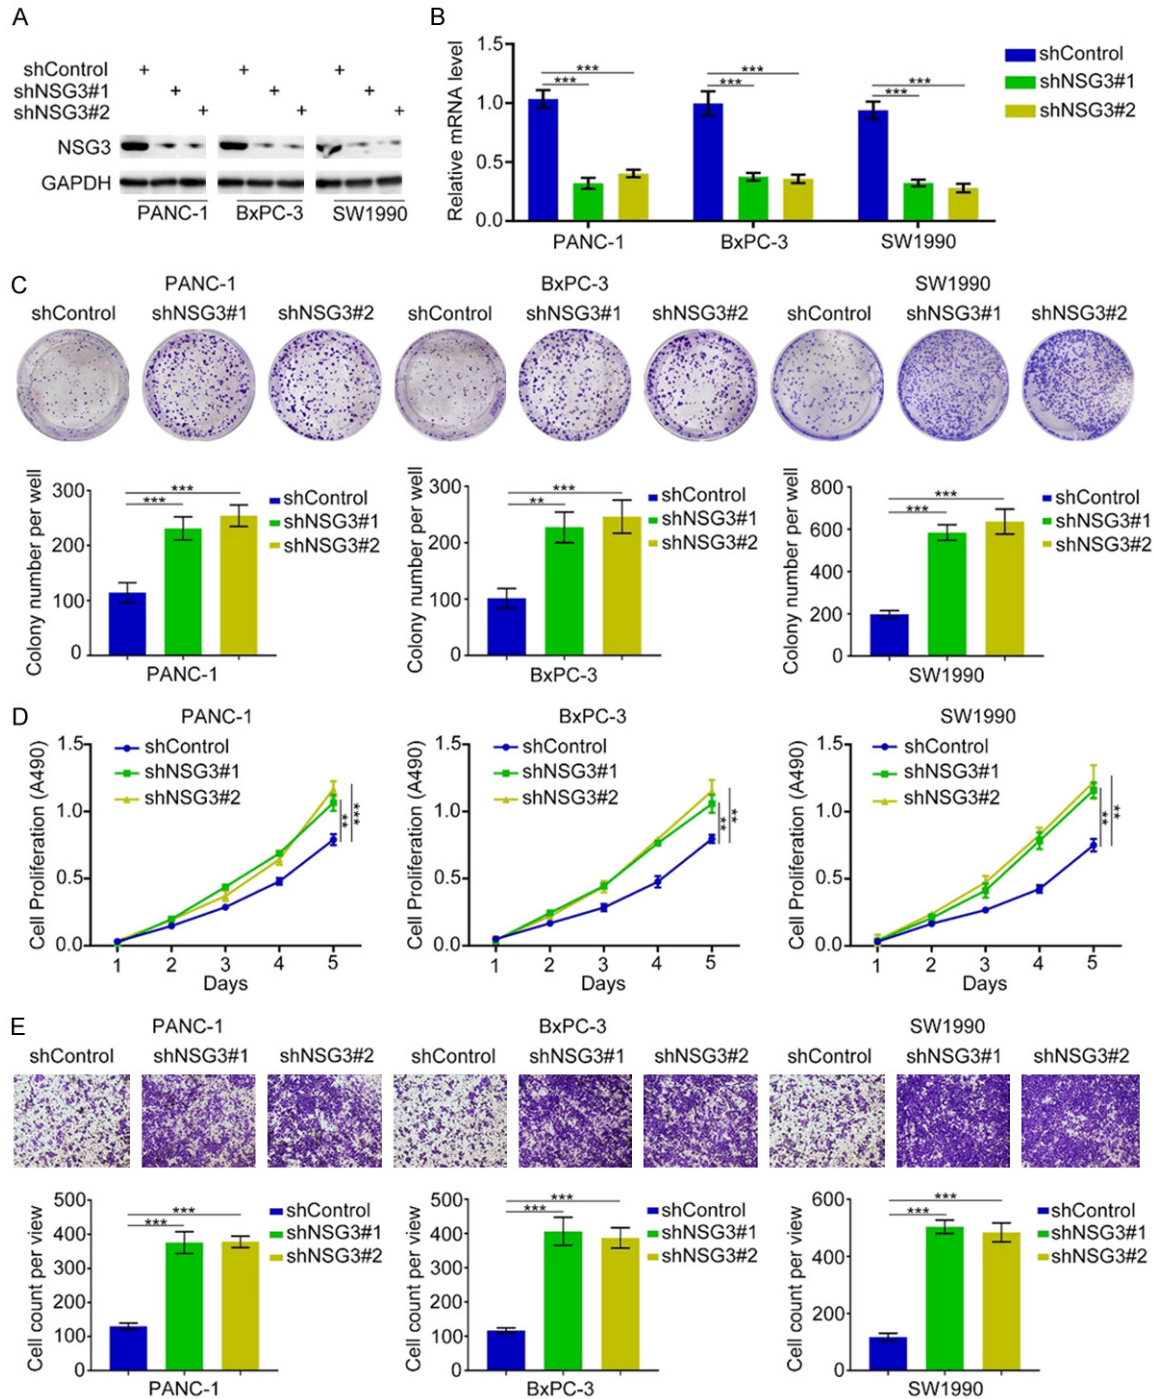 A
shControl + + +
shNSG3#1 + + +
shNSG3#2 + + +
NSG3
GAPDH
PANC-1 BxPC-3 SW1990
B
Relative mRNA level
1.5
1.0
0.5
0.0
*** *** *** *** *** ***
PANC-1 BxPC-3 SW1990
shControl
shNSG3#1
shNSG3#2
C
PANC-1 BxPC-3 SW1990
shControl shNSG3#1 shNSG3#2 shControl shNSG3#1 shNSG3#2 shControl shNSG3#1 shNSG3#2
Colony number per well
300
200
100
0
***
***
PANC-1
shControl
shNSG3#1
shNSG3#2
Colony number per well
300
200
100
0
***
**
BxPC-3
shControl
shNSG3#1
shNSG3#2
Colony number per well
800
600
400
200
0
***
***
SW1990
shControl
shNSG3#1
shNSG3#2
D
PANC-1
Cell Proliferation (A490)
1.5
1.0
0.5
0.0
shControl
shNSG3#1
shNSG3#2
** ***
1 2 3 4 5
Days
BxPC-3
Cell Proliferation (A490)
1.5
1.0
0.5
0.0
shControl
shNSG3#1
shNSG3#2
** **
1 2 3 4 5
Days
SW1990
Cell Proliferation (A490)
1.5
1.0
0.5
0.0
shControl
shNSG3#1
shNSG3#2
** **
1 2 3 4 5
Days
E
PANC-1 BxPC-3 SW1990
shControl shNSG3#1 shNSG3#2 shControl shNSG3#1 shNSG3#2 shControl shNSG3#1 shNSG3#2
Cell count per view
500
400
300
200
100
0
***
***
PANC-1
shControl
shNSG3#1
shNSG3#2
Cell count per view
500
400
300
200
100
0
***
***
BxPC-3
shControl
shNSG3#1
shNSG3#2
Cell count per view
600
400
200
0
***
***
SW1990
shControl
shNSG3#1
shNSG3#2